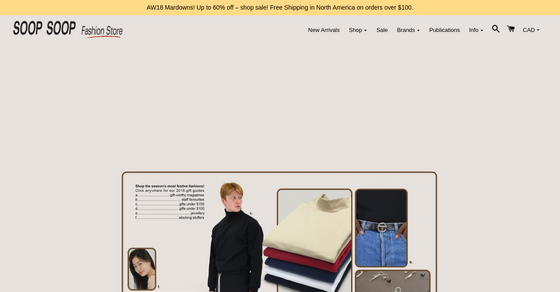 AW18 Mardowns! Up to 60% off – shop sale! Free Shipping in North America on orders over $100.
SOOP SOOP Fashion Store
New Arrivals Shop Sale Brands Publications Info CAD
Shop the season's most festive fashions!
Click anywhere for our 2018 gift guides
a. gift-worthy magazines
b. staff favourites
c. gifts under $100
d. gifts under $200
e. jewellery
f. stocking stuffers